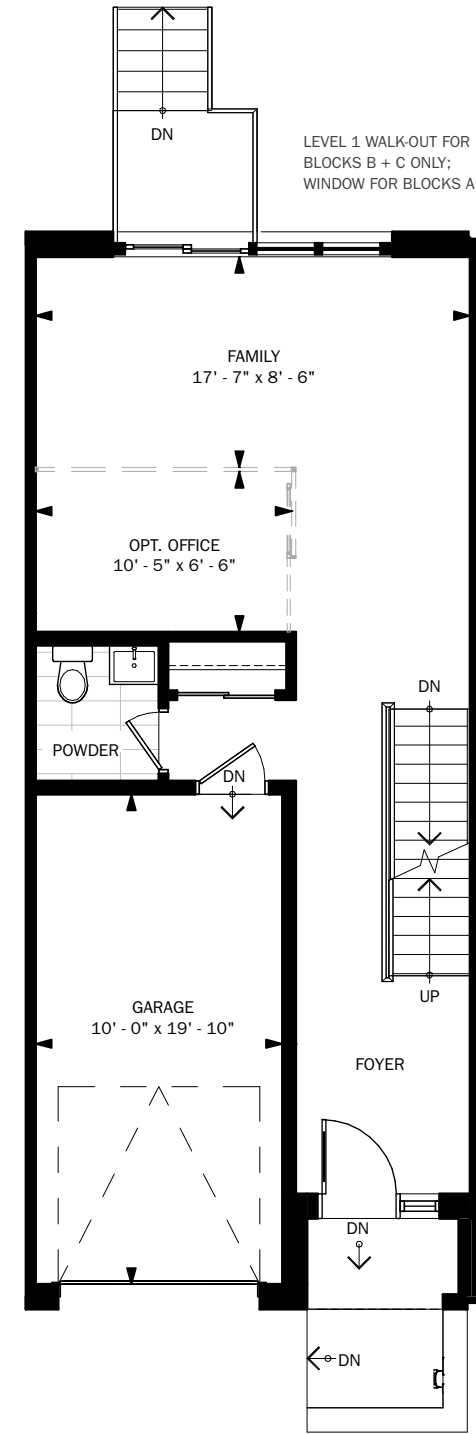 DN
LEVEL 1 WALK-OUT FOR
BLOCKS B + C ONLY;
WINDOW FOR BLOCKS A
FAMILY
17' - 7" x 8' - 6"
OPT. OFFICE
10' - 5" x 6' - 6"
DN
POWDER
DN
UP
GARAGE
10' - 0" x 19' - 10"
FOYER
DN
DN